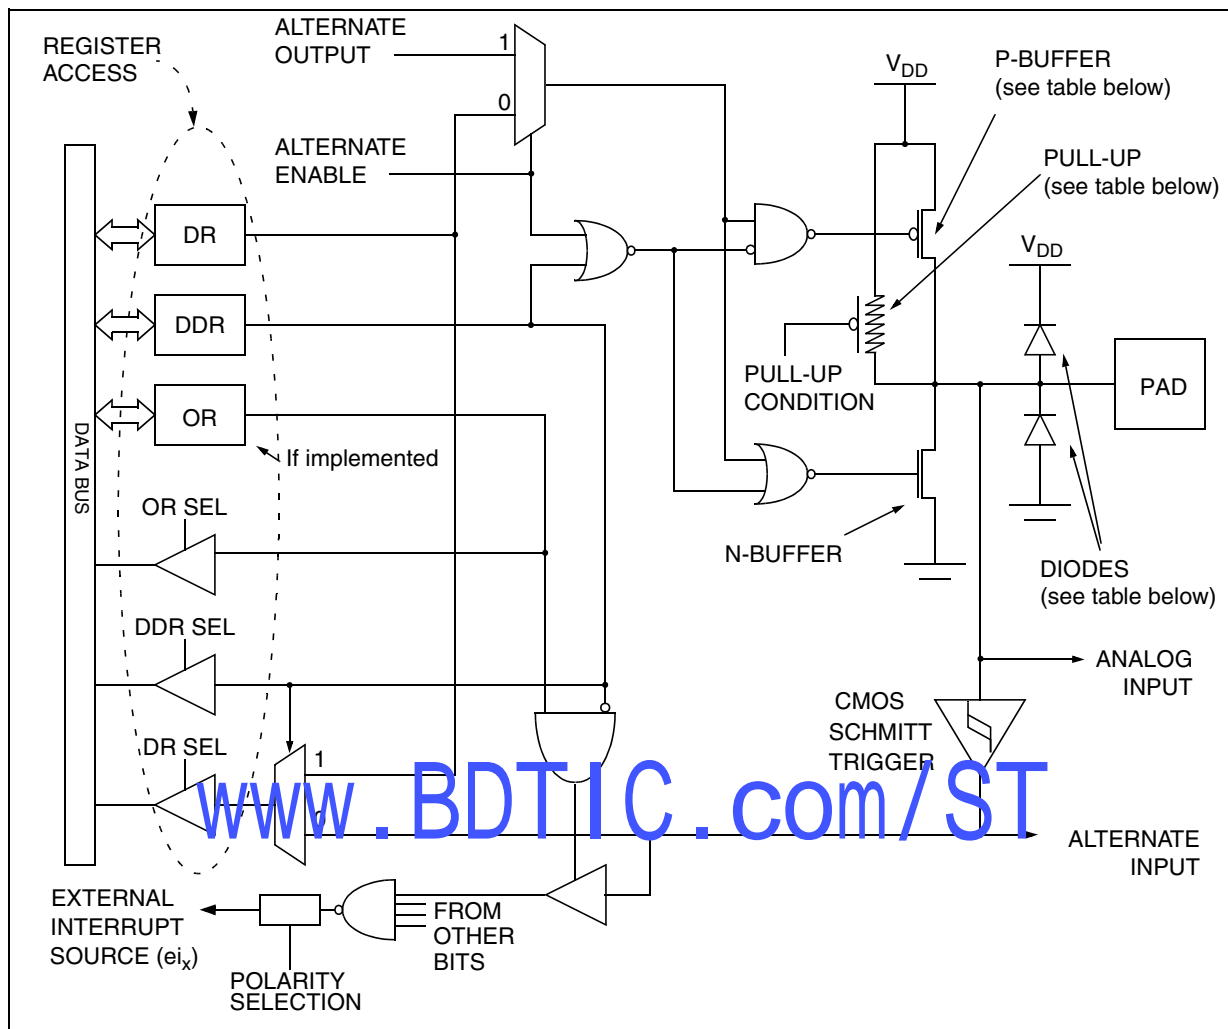 REGISTER
ACCESS
ALTERNATE
OUTPUT
1
0
ALTERNATE
ENABLE
VDD
P-BUFFER
(see table below)
PULL-UP
(see table below)
VDD
DR
DDR
OR
If implemented
DATA BUS
PULL-UP
CONDITION
PAD
N-BUFFER
DIODES
(see table below)
OR SEL
DDR SEL
DR SEL
1
0
CMOS
SCHMITT
TRIGGER
ANALOG
INPUT
www.BDTIC.com/ST
ALTERNATE
INPUT
EXTERNAL
INTERRUPT
SOURCE (eix)
FROM
OTHER
BITS
POLARITY
SELECTION